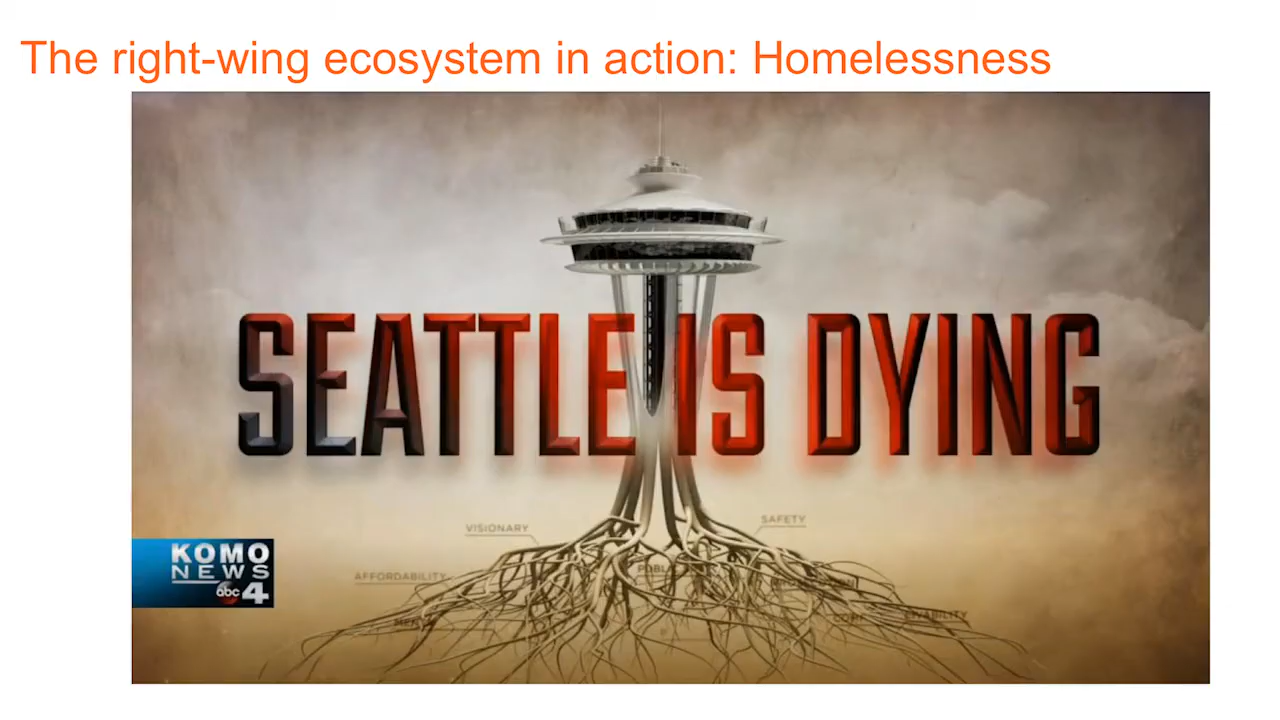 The right-wing ecosystem in action: Homelessness
SEATTLE IS DYING
VISIONARY
SAFETY
AFFORDABILITY
KOMO
NEWS
abc 4